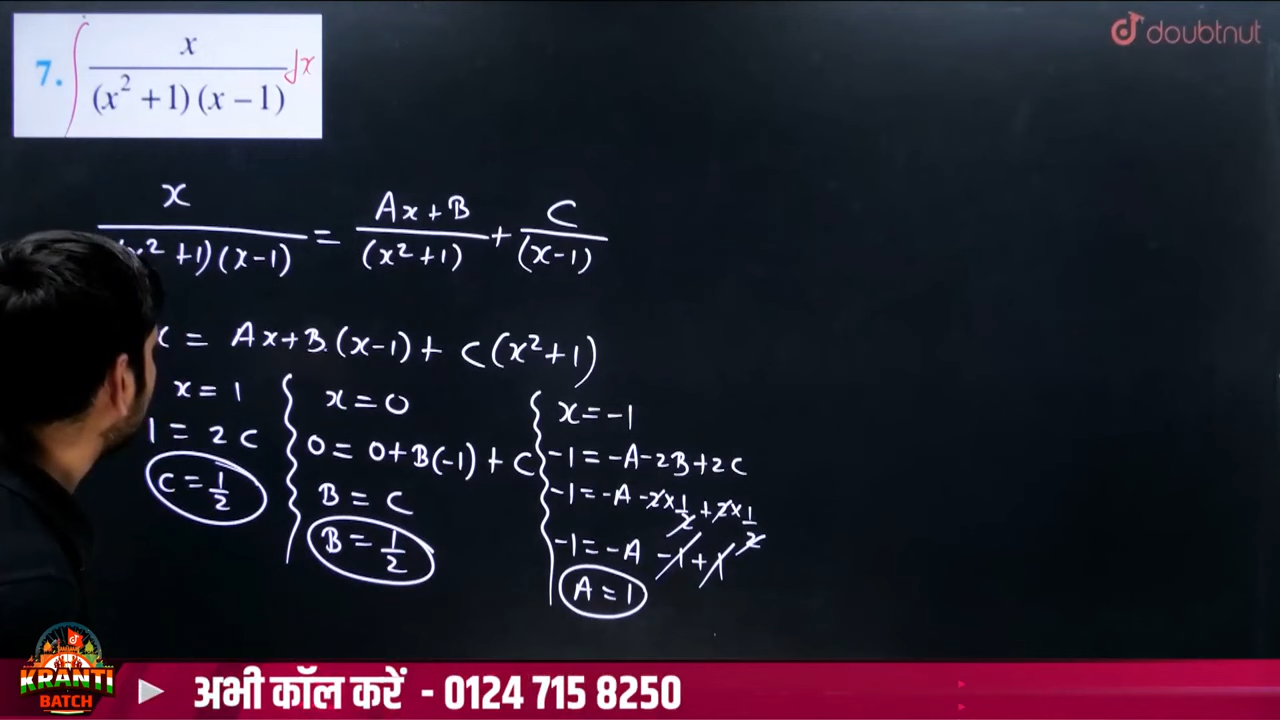 doubtnut
7. ∫ x / (x² + 1) (x − 1) dx
x / (x² + 1)(x − 1) = Ax + B / (x² + 1) + C / (x − 1)
x = Ax + B.(x − 1) + C(x² + 1)
x = 1
1 = 2C
C = 1/2
x = 0
0 = 0 + B(−1) + C
B = C
B = 1/2
x = −1
−1 = −A − 2B + 2C
−1 = −A − 2 × 1/2 + 2 × 1/2
−1 = −A − 1 + 1
A = 1
KRANTI
BATCH
अभी कॉल करें - 0124 715 8250